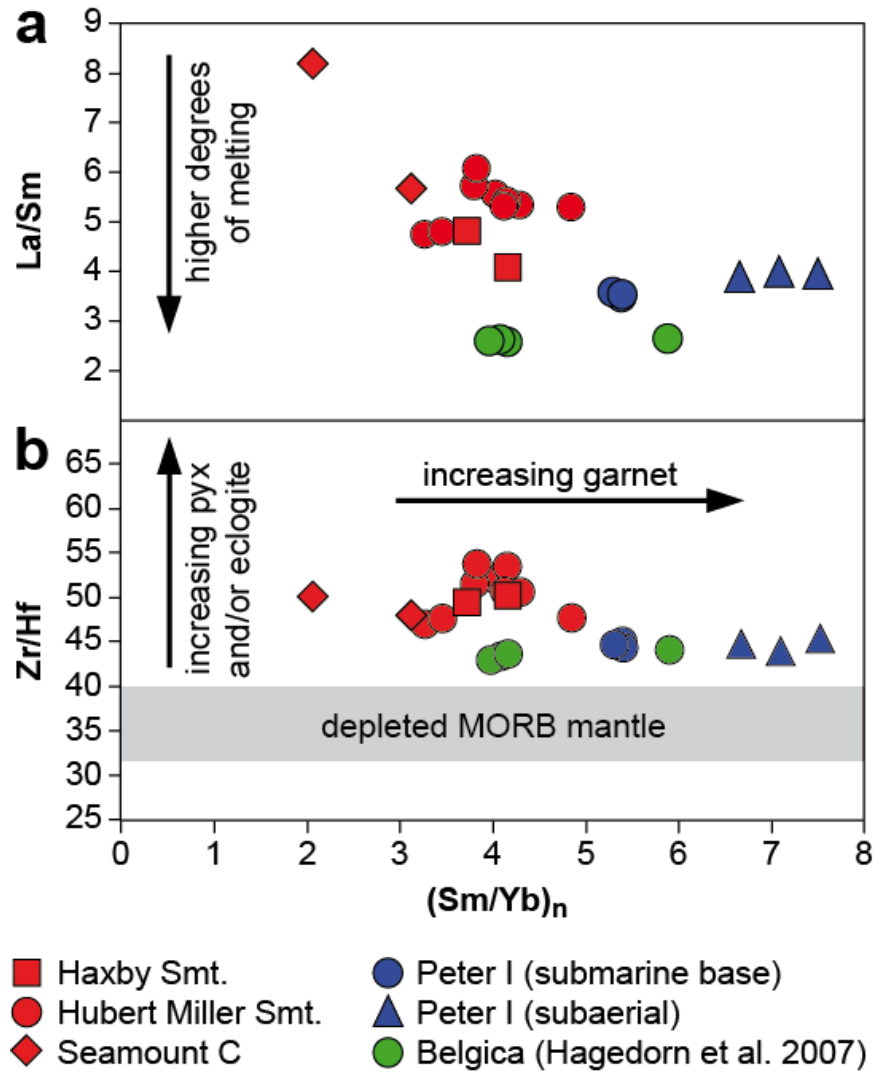 a
9
8
7
6
5
4
3
2
La/Sm
higher degrees
of melting
b
65
60
55
50
45
40
35
30
25
Zr/Hf
increasing pyx
and/or eclogite
increasing garnet
depleted MORB mantle
0 1 2 3 4 5 6 7 8
(Sm/Yb)n
Haxby Smt.
Hubert Miller Smt.
Seamount C
Peter I (submarine base)
Peter I (subaerial)
Belgica (Hagedorn et al. 2007)